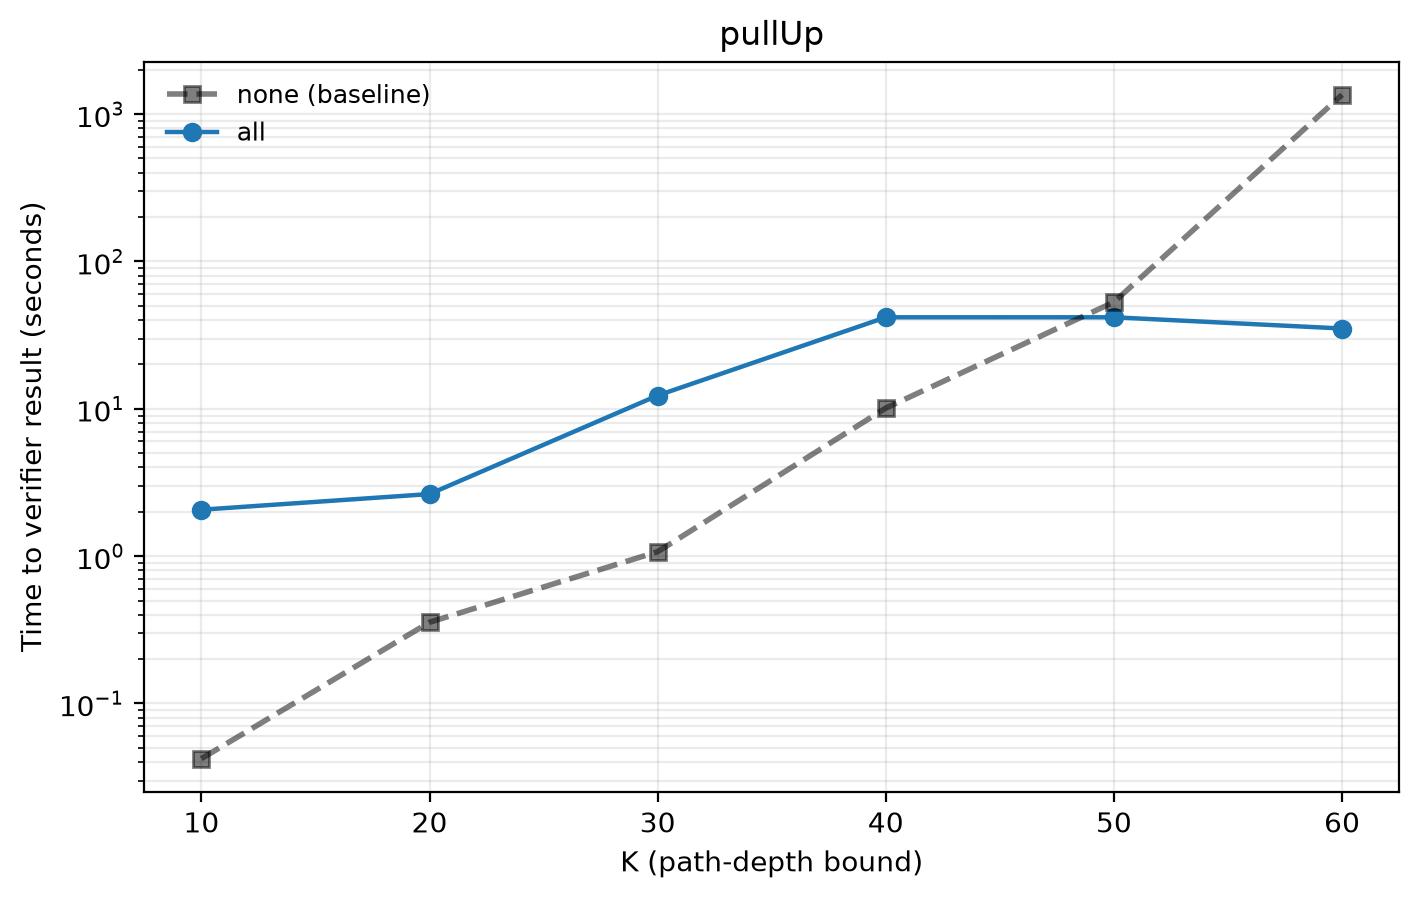 pullUp
none (baseline)
all
10³
10²
10¹
10⁰
10⁻¹
Time to verifier result (seconds)
10 20 30 40 50 60
K (path-depth bound)